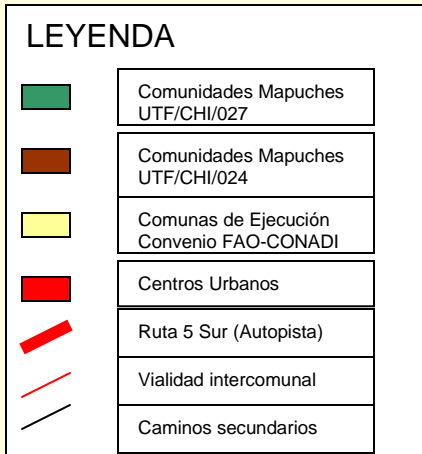 LEYENDA
Comunidades Mapuches
UTF/CHI/027
Comunidades Mapuches
UTF/CHI/024
Comunas de Ejecución
Convenio FAO-CONADI
Centros Urbanos
Ruta 5 Sur (Autopista)
Vialidad intercomunal
Caminos secundarios